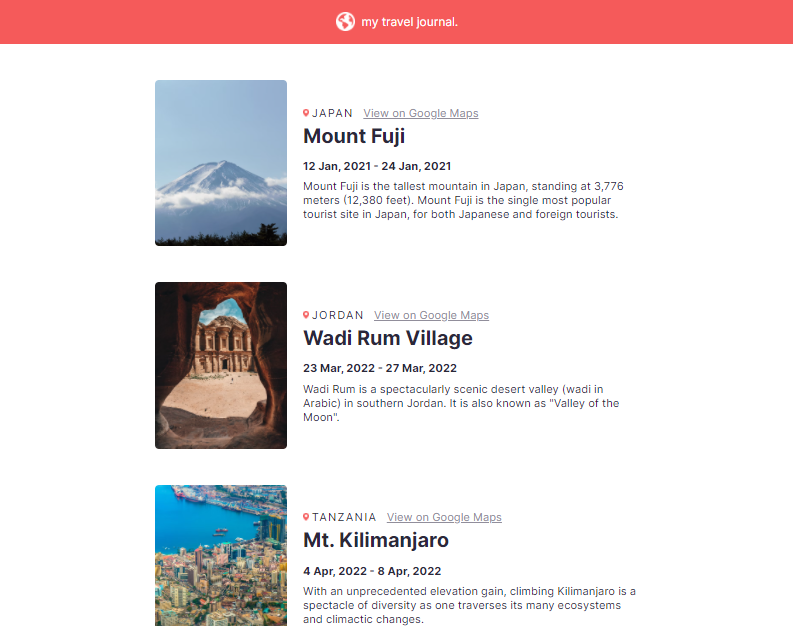 my travel journal.
JAPAN View on Google Maps
Mount Fuji
12 Jan, 2021 - 24 Jan, 2021
Mount Fuji is the tallest mountain in Japan, standing at 3,776
meters (12,380 feet). Mount Fuji is the single most popular
tourist site in Japan, for both Japanese and foreign tourists.
JORDAN View on Google Maps
Wadi Rum Village
23 Mar, 2022 - 27 Mar, 2022
Wadi Rum is a spectacularly scenic desert valley (wadi in
Arabic) in southern Jordan. It is also known as "Valley of the
Moon".
TANZANIA View on Google Maps
Mt. Kilimanjaro
4 Apr, 2022 - 8 Apr, 2022
With an unprecedented elevation gain, climbing Kilimanjaro is a
spectacle of diversity as one traverses its many ecosystems
and climactic changes.